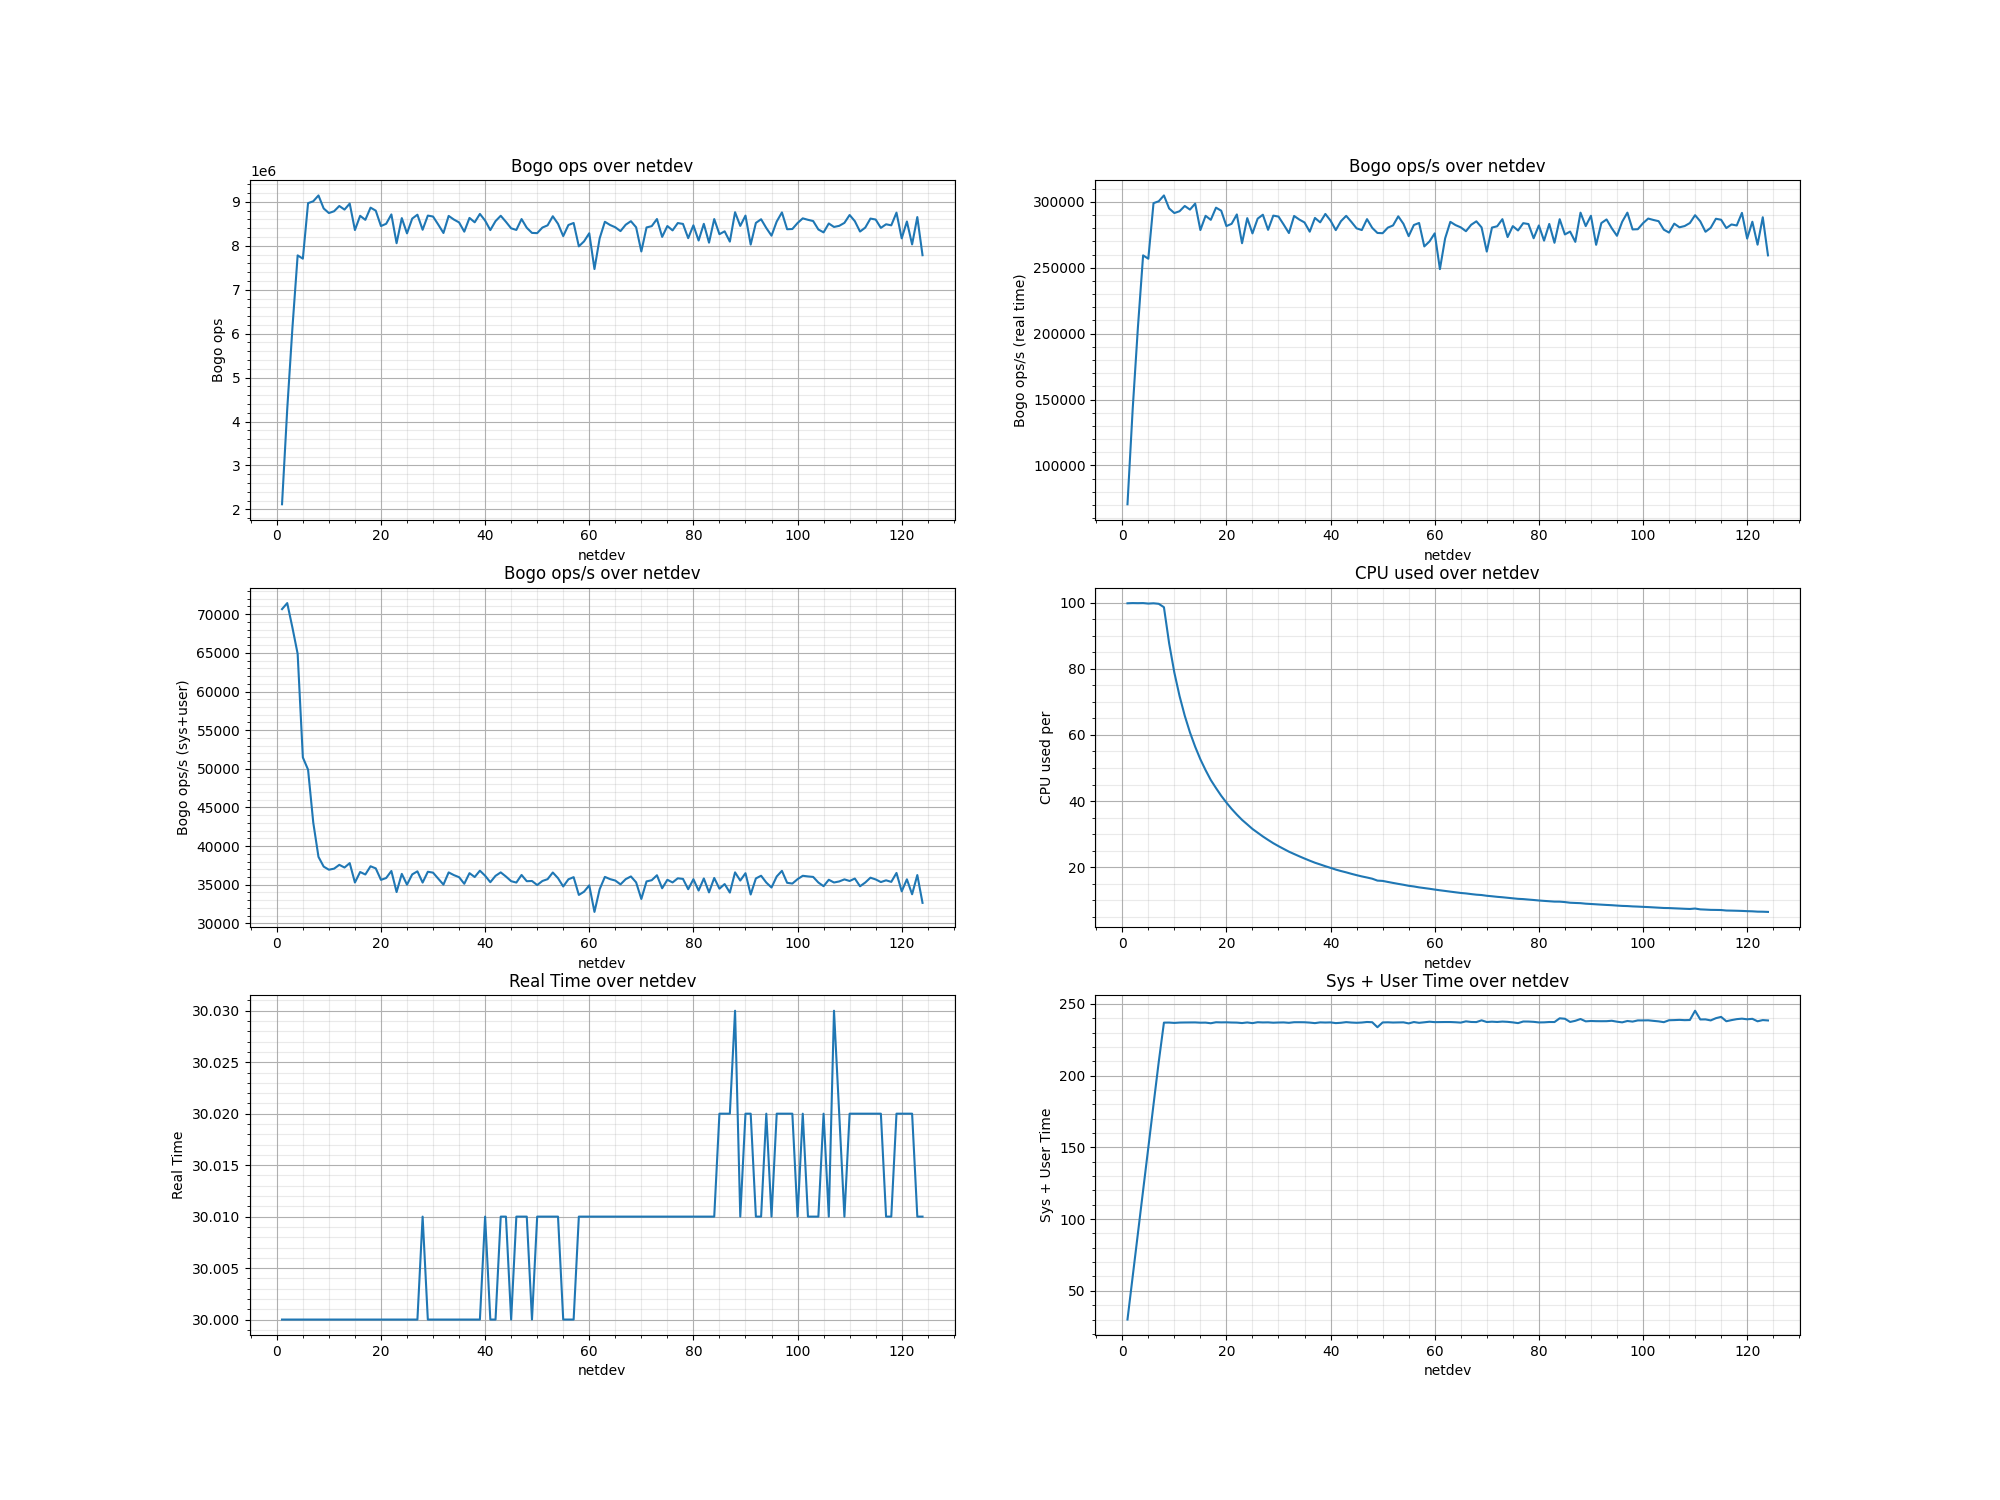 Bogo ops over netdev
1e6
9
8
7
6
5
4
3
2
Bogo ops
0 20 40 60 80 100 120
netdev
Bogo ops/s over netdev
300000
250000
200000
150000
100000
Bogo ops/s (real time)
0 20 40 60 80 100 120
netdev
Bogo ops/s over netdev
70000
65000
60000
55000
50000
45000
40000
35000
30000
Bogo ops/s (sys+user)
0 20 40 60 80 100 120
netdev
CPU used over netdev
100
80
60
40
20
CPU used per
0 20 40 60 80 100 120
netdev
Real Time over netdev
30.030
30.025
30.020
30.015
30.010
30.005
30.000
Real Time
0 20 40 60 80 100 120
netdev
Sys + User Time over netdev
250
200
150
100
50
Sys + User Time
0 20 40 60 80 100 120
netdev